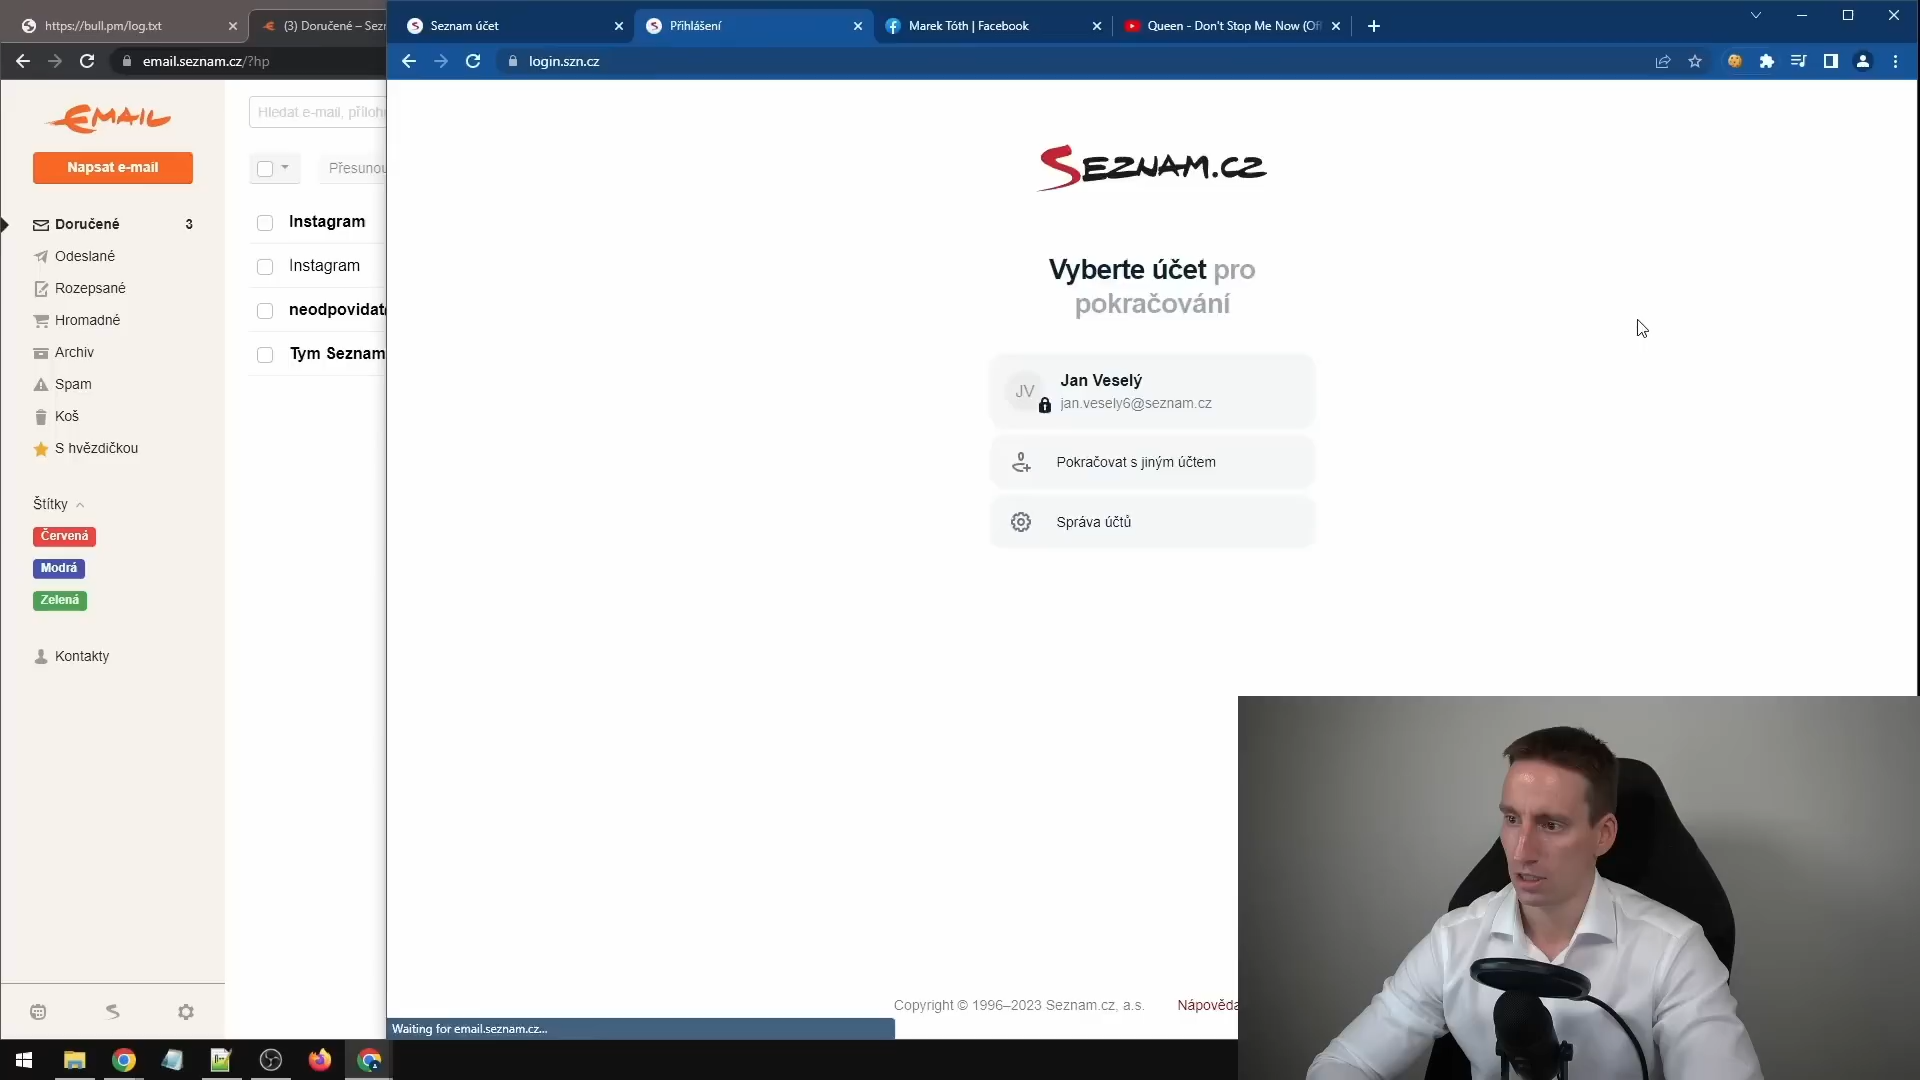 https://bull.pm/log.txt
(3) Doručené – Sezn
Seznam účet
Přihlášení
Marek Tóth | Facebook
Queen - Don't Stop Me Now (Of
email.seznam.cz/?hp
login.szn.cz
EMAIL
Hledat e-mail, příloh
Napsat e-mail
Přesunou
Doručené 3
Odeslané
Rozepsané
Hromadné
Archiv
Spam
Koš
S hvězdičkou
Štítky
Červená
Modrá
Zelená
Kontakty
Instagram
Instagram
neodpovidat
Tym Seznam
SEZNAM.CZ
Vyberte účet pro
pokračování
JV
Jan Veselý
jan.vesely6@seznam.cz
Pokračovat s jiným účtem
Správa účtů
Copyright © 1996–2023 Seznam.cz, a.s.
Nápověda
Waiting for email.seznam.cz...